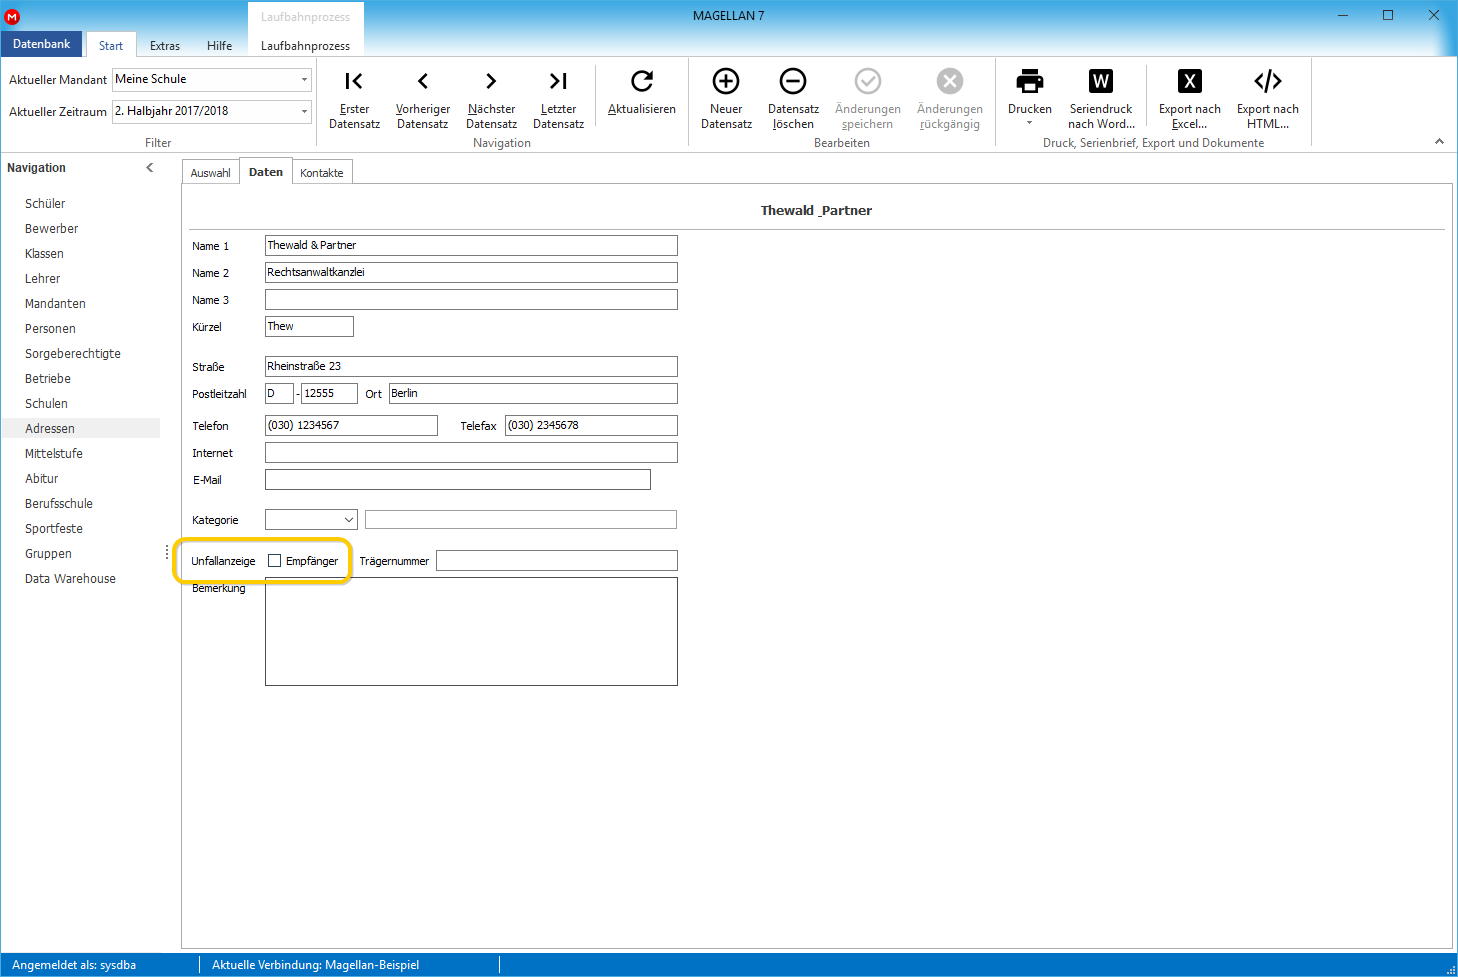 MAGELLAN 7
Laufbahnprozess
Datenbank Start Extras Hilfe Laufbahnprozess
Aktueller Mandant Meine Schule
Aktueller Zeitraum 2. Halbjahr 2017/2018
Filter
Erster Datensatz
Vorheriger Datensatz
Nächster Datensatz
Letzter Datensatz
Aktualisieren
Navigation
Neuer Datensatz
Datensatz löschen
Änderungen speichern
Änderungen rückgängig
Bearbeiten
Drucken
Seriendruck nach Word...
Export nach Excel...
Export nach HTML...
Druck, Serienbrief, Export und Dokumente
Navigation
Schüler
Bewerber
Klassen
Lehrer
Mandanten
Personen
Sorgeberechtigte
Betriebe
Schulen
Adressen
Mittelstufe
Abitur
Berufsschule
Sportfeste
Gruppen
Data Warehouse
Auswahl Daten Kontakte
Thewald _Partner
Name 1 Thewald & Partner
Name 2 Rechtsanwaltkanzlei
Name 3
Kürzel Thew
Straße Rheinstraße 23
Postleitzahl D - 12555 Ort Berlin
Telefon (030) 1234567 Telefax (030) 2345678
Internet
E-Mail
Kategorie
Unfallanzeige Empfänger Trägernummer
Bemerkung
Angemeldet als: sysdba Aktuelle Verbindung: Magellan-Beispiel